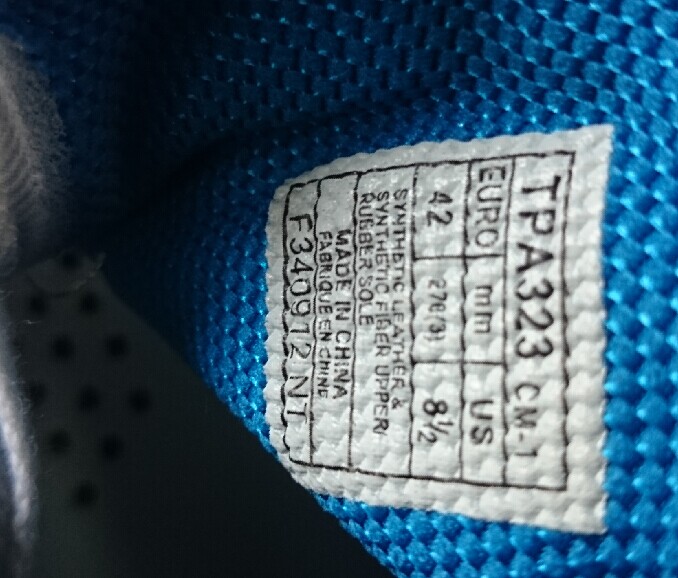 TPA323 CM-1
EURO mm US
42 270/91 8½
SYNTHETIC LEATHER &
SYNTHETIC FIBER UPPER/
RUBBER SOLE
MADE IN CHINA
FABRIQUE EN CHINE
F340912 NT